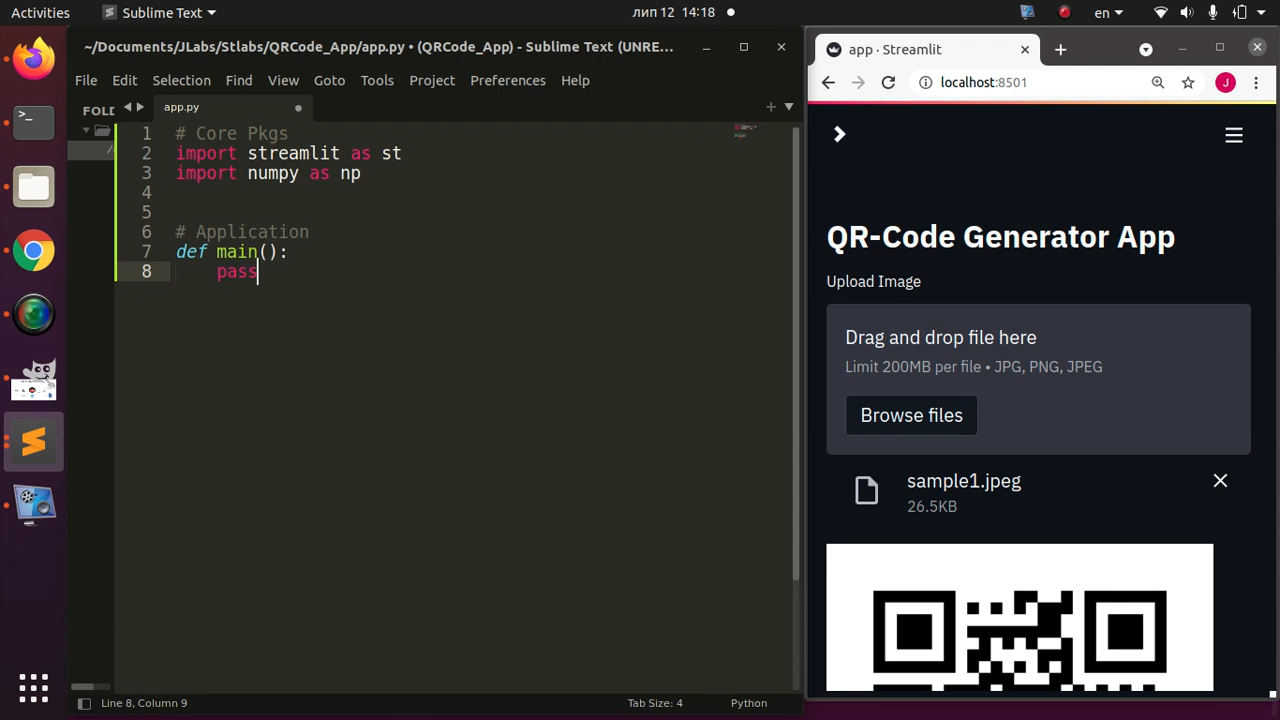 Activities
Sublime Text
лип 12 14:18
en
~/Documents/JLabs/Stlabs/QRCode_App/app.py • (QRCode_App) - Sublime Text (UNRE...
File Edit Selection Find View Goto Tools Project Preferences Help
FOL
app.py
1 # Core Pkgs
2 import streamlit as st
3 import numpy as np
4
5
6 # Application
7 def main():
8 pass
Line 8, Column 9
Tab Size: 4
Python
app · Streamlit
localhost:8501
J
QR-Code Generator App
Upload Image
Drag and drop file here
Limit 200MB per file • JPG, PNG, JPEG
Browse files
sample1.jpeg
26.5KB